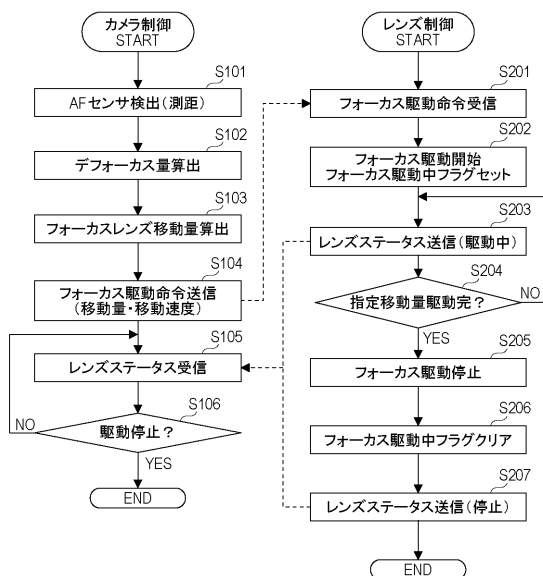 カメラ制御
START
S101
AFセンサ検出(測距)
S102
デフォーカス量算出
S103
フォーカスレンズ移動量算出
S104
フォーカス駆動命令送信
(移動量・移動速度)
S105
レンズステータス受信
S106
駆動停止?
NO
YES
END
レンズ制御
START
S201
フォーカス駆動命令受信
S202
フォーカス駆動開始
フォーカス駆動中フラグセット
S203
レンズステータス送信(駆動中)
S204
指定移動量駆動完?
NO
YES
S205
フォーカス駆動停止
S206
フォーカス駆動中フラグクリア
S207
レンズステータス送信(停止)
END